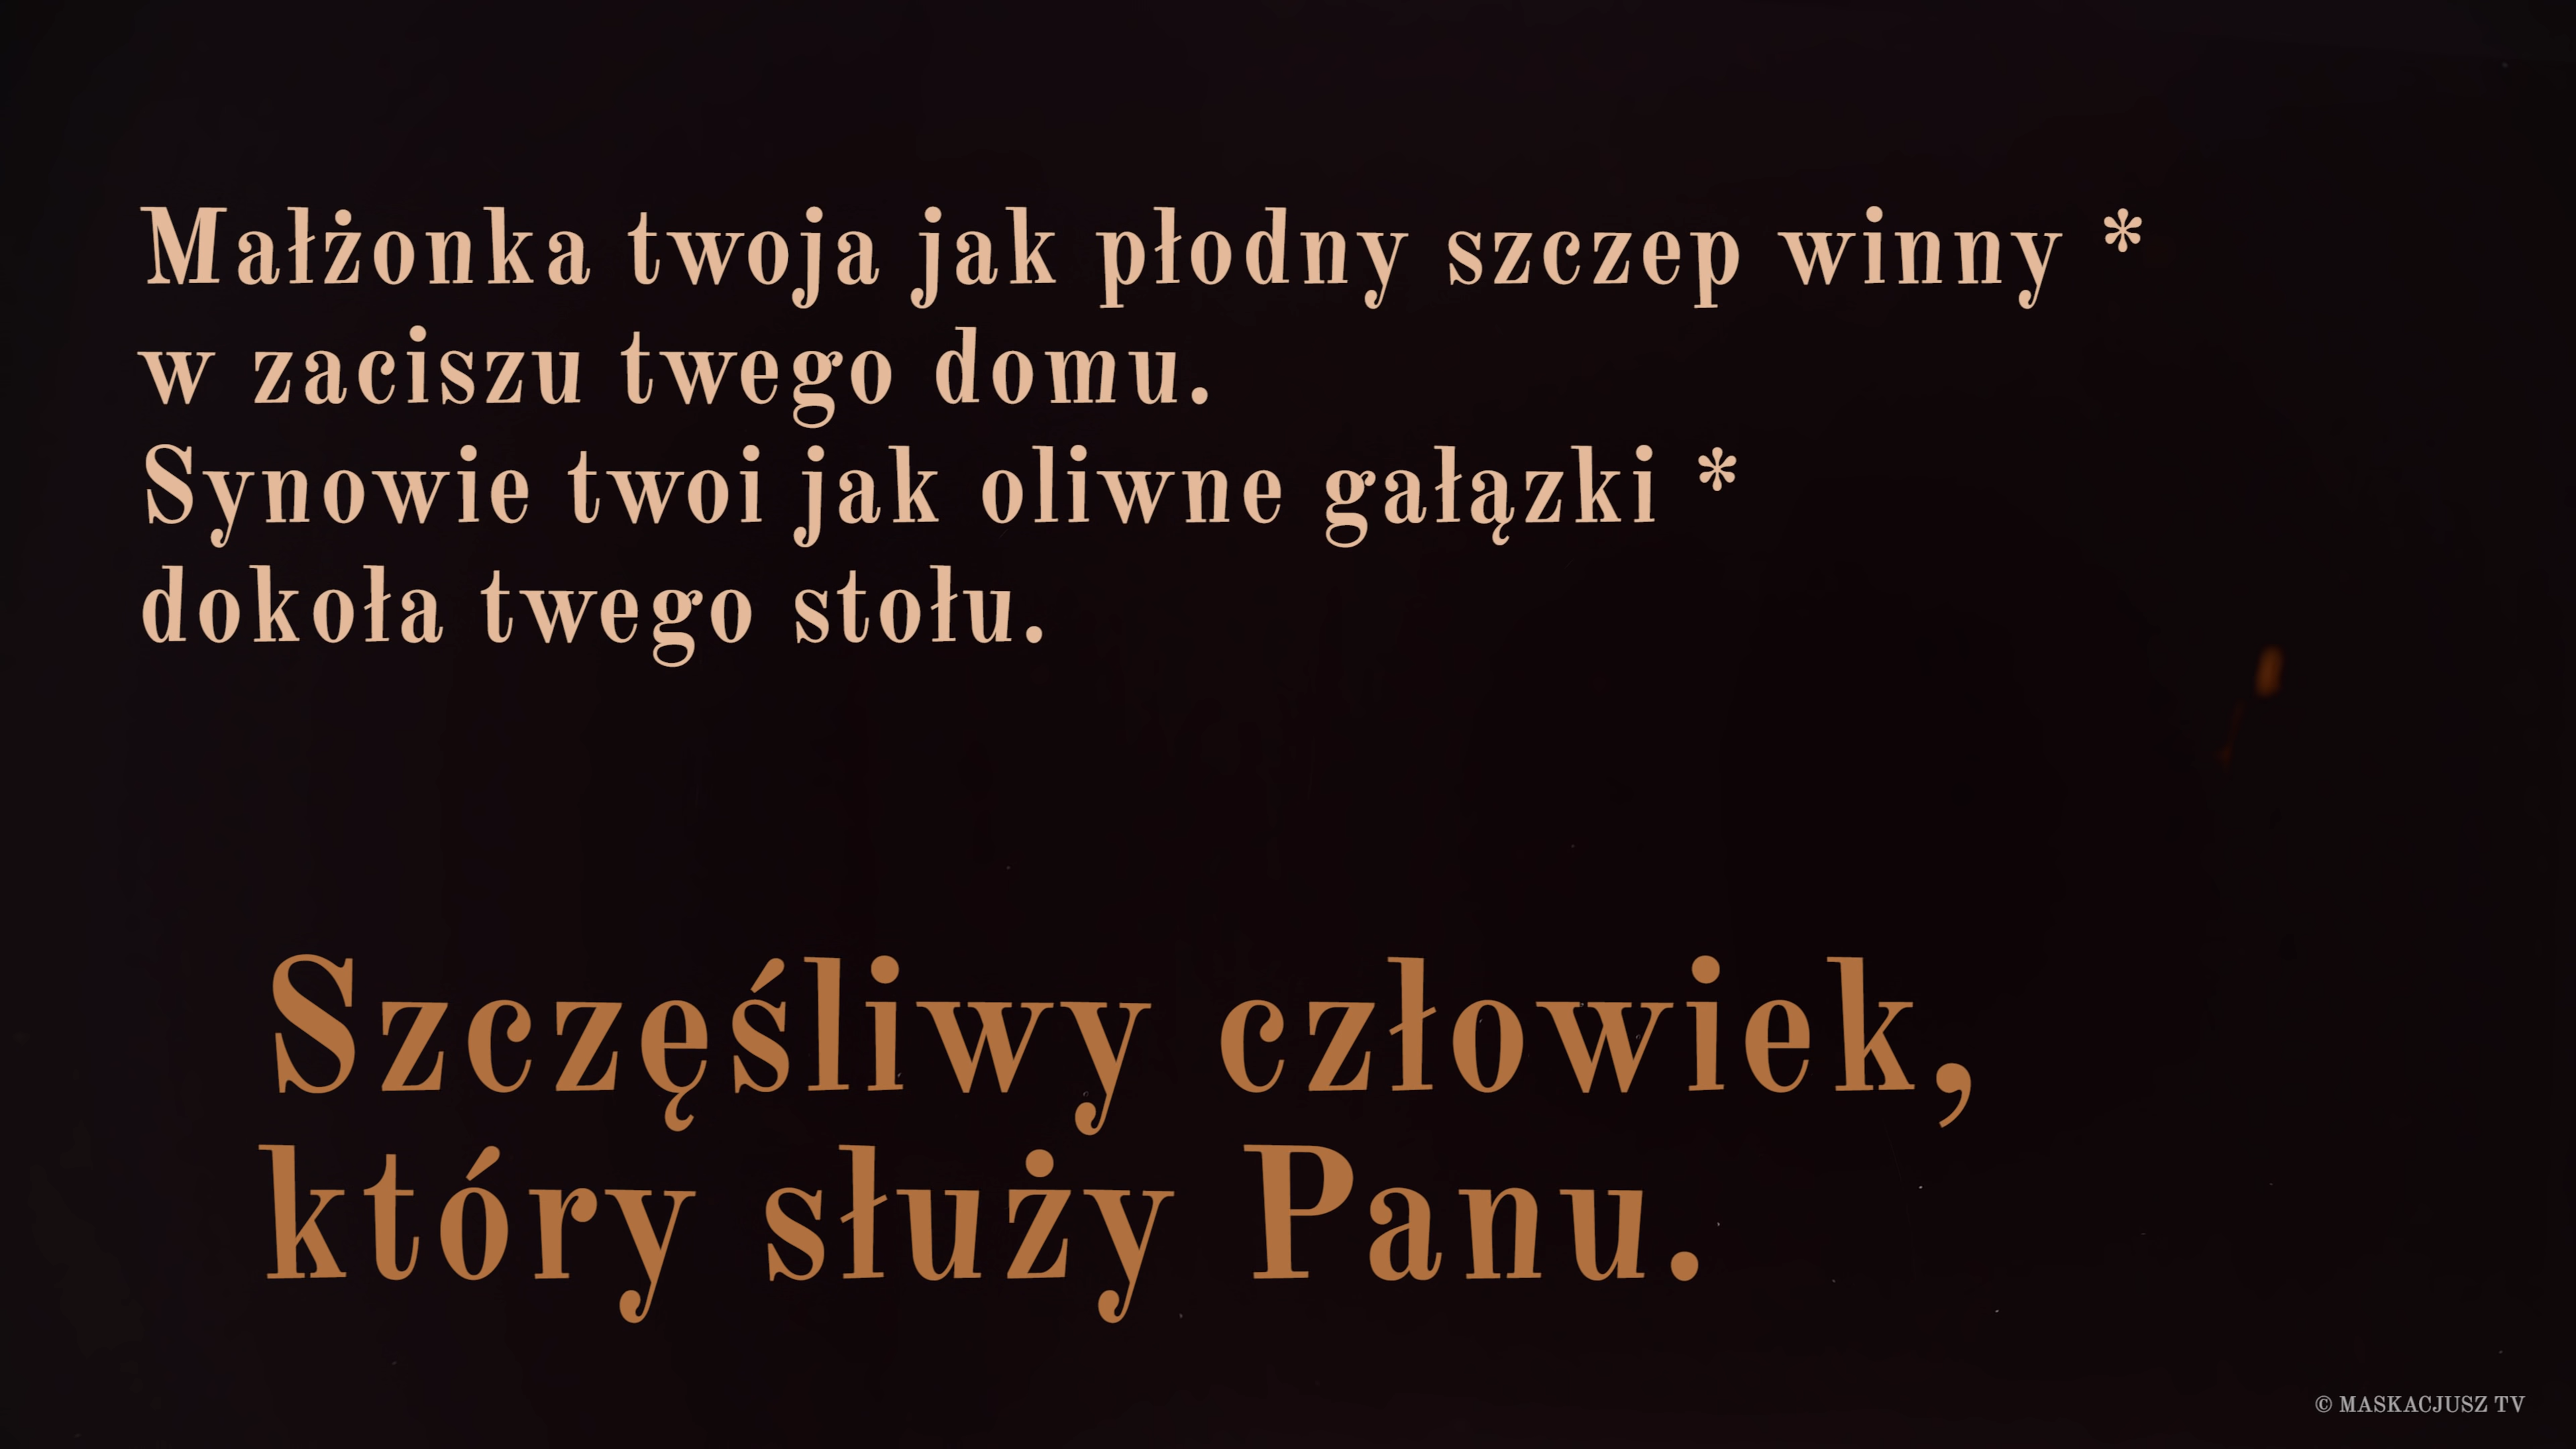 Małżonka twoja jak płodny szczep winny *
w zaciszu twego domu.
Synowie twoi jak oliwne gałązki *
dokoła twego stołu.
Szczęśliwy człowiek,
który służy Panu.
© MASKACJUSZ TV